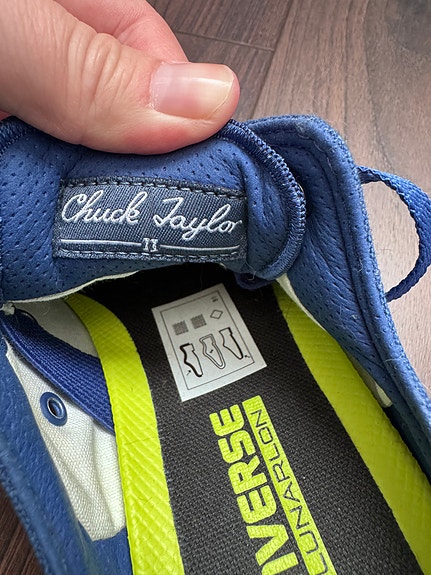 Chuck Taylor
II
VERSE
LUNARLON